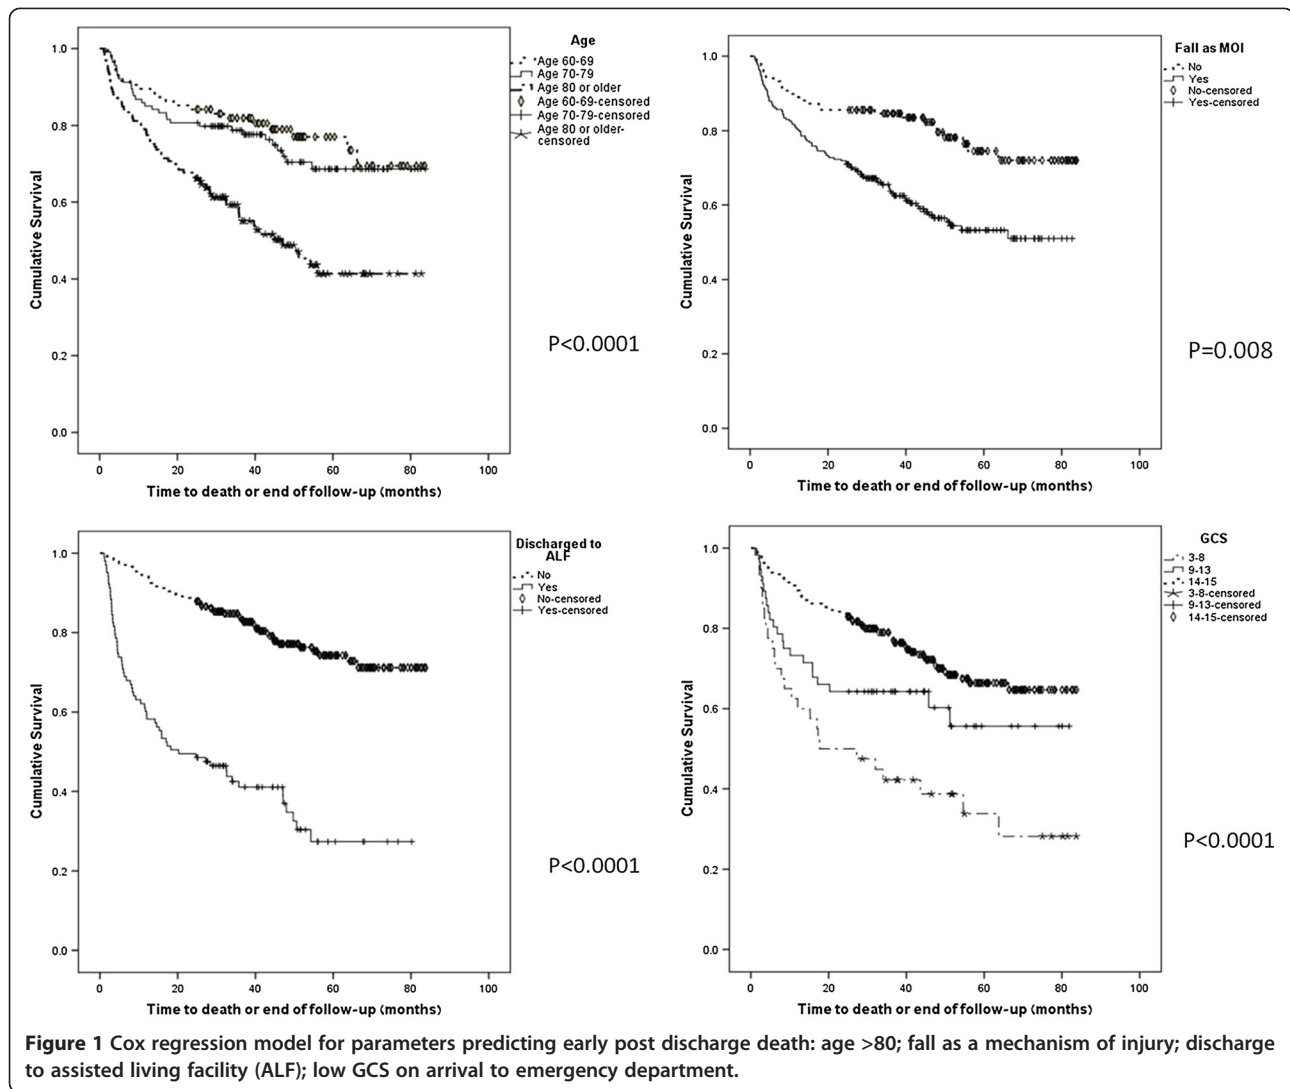 Age
Age 60-69
Age 70-79
Age 80 or older
Age 60-69-censored
Age 70-79-censored
Age 80 or older-
censored
1.0
0.8
0.6
0.4
0.2
0.0
Cumulative Survival
0 20 40 60 80 100
Time to death or end of follow-up (months)
P<0.0001
Fall as MOI
No
Yes
No-censored
Yes-censored
1.0
0.8
0.6
0.4
0.2
0.0
Cumulative Survival
0 20 40 60 80 100
Time to death or end of follow-up (months)
P=0.008
Discharged to
ALF
No
Yes
No-censored
Yes-censored
1.0
0.8
0.6
0.4
0.2
0.0
Cumulative Survival
0 20 40 60 80 100
Time to death or end of follow-up (months)
P<0.0001
GCS
3-8
9-13
14-15
3-8-censored
9-13-censored
14-15-censored
1.0
0.8
0.6
0.4
0.2
0.0
Cumulative Survival
0 20 40 60 80 100
Time to death or end of follow-up (months)
P<0.0001
Figure 1 Cox regression model for parameters predicting early post discharge death: age >80; fall as a mechanism of injury; discharge
to assisted living facility (ALF); low GCS on arrival to emergency department.